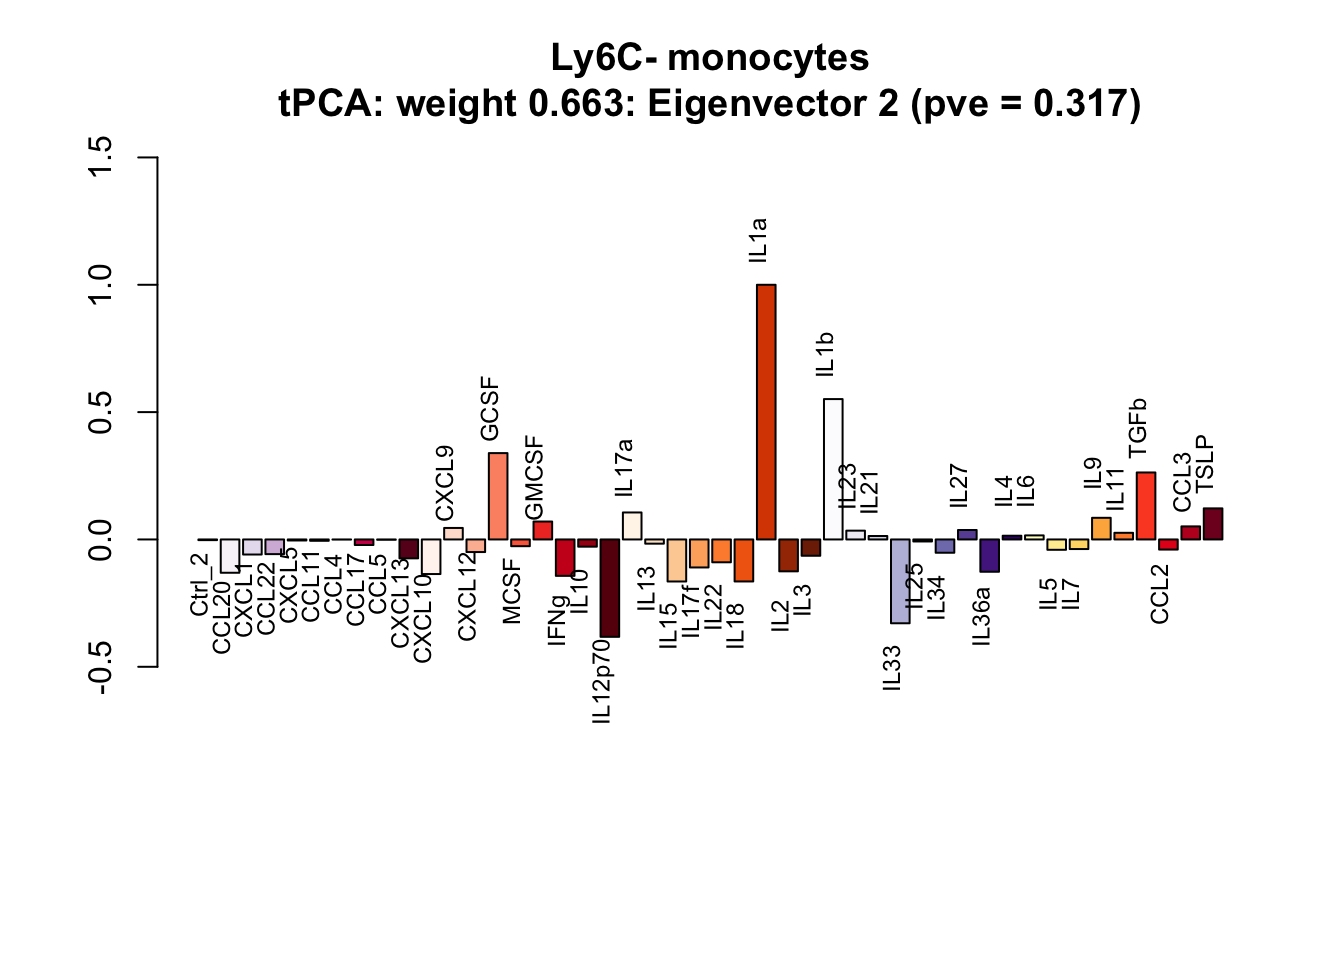 Ly6C- monocytes
tPCA: weight 0.663: Eigenvector 2 (pve = 0.317)
1.5
1.0
0.5
0.0
-0.5
Ctrl_2
CCL20
CXCL1
CCL22
CXCL5
CCL11
CCL4
CCL17
CCL5
CXCL13
CXCL10
CXCL9
CXCL12
GCSF
MCSF
GMCSF
IFNg
IL10
IL12p70
IL17a
IL13
IL15
IL17f
IL22
IL18
IL1a
IL2
IL3
IL1b
IL23
IL21
IL33
IL25
IL34
IL27
IL36a
IL4
IL6
IL5
IL7
IL9
IL11
TGFb
CCL2
CCL3
TSLP